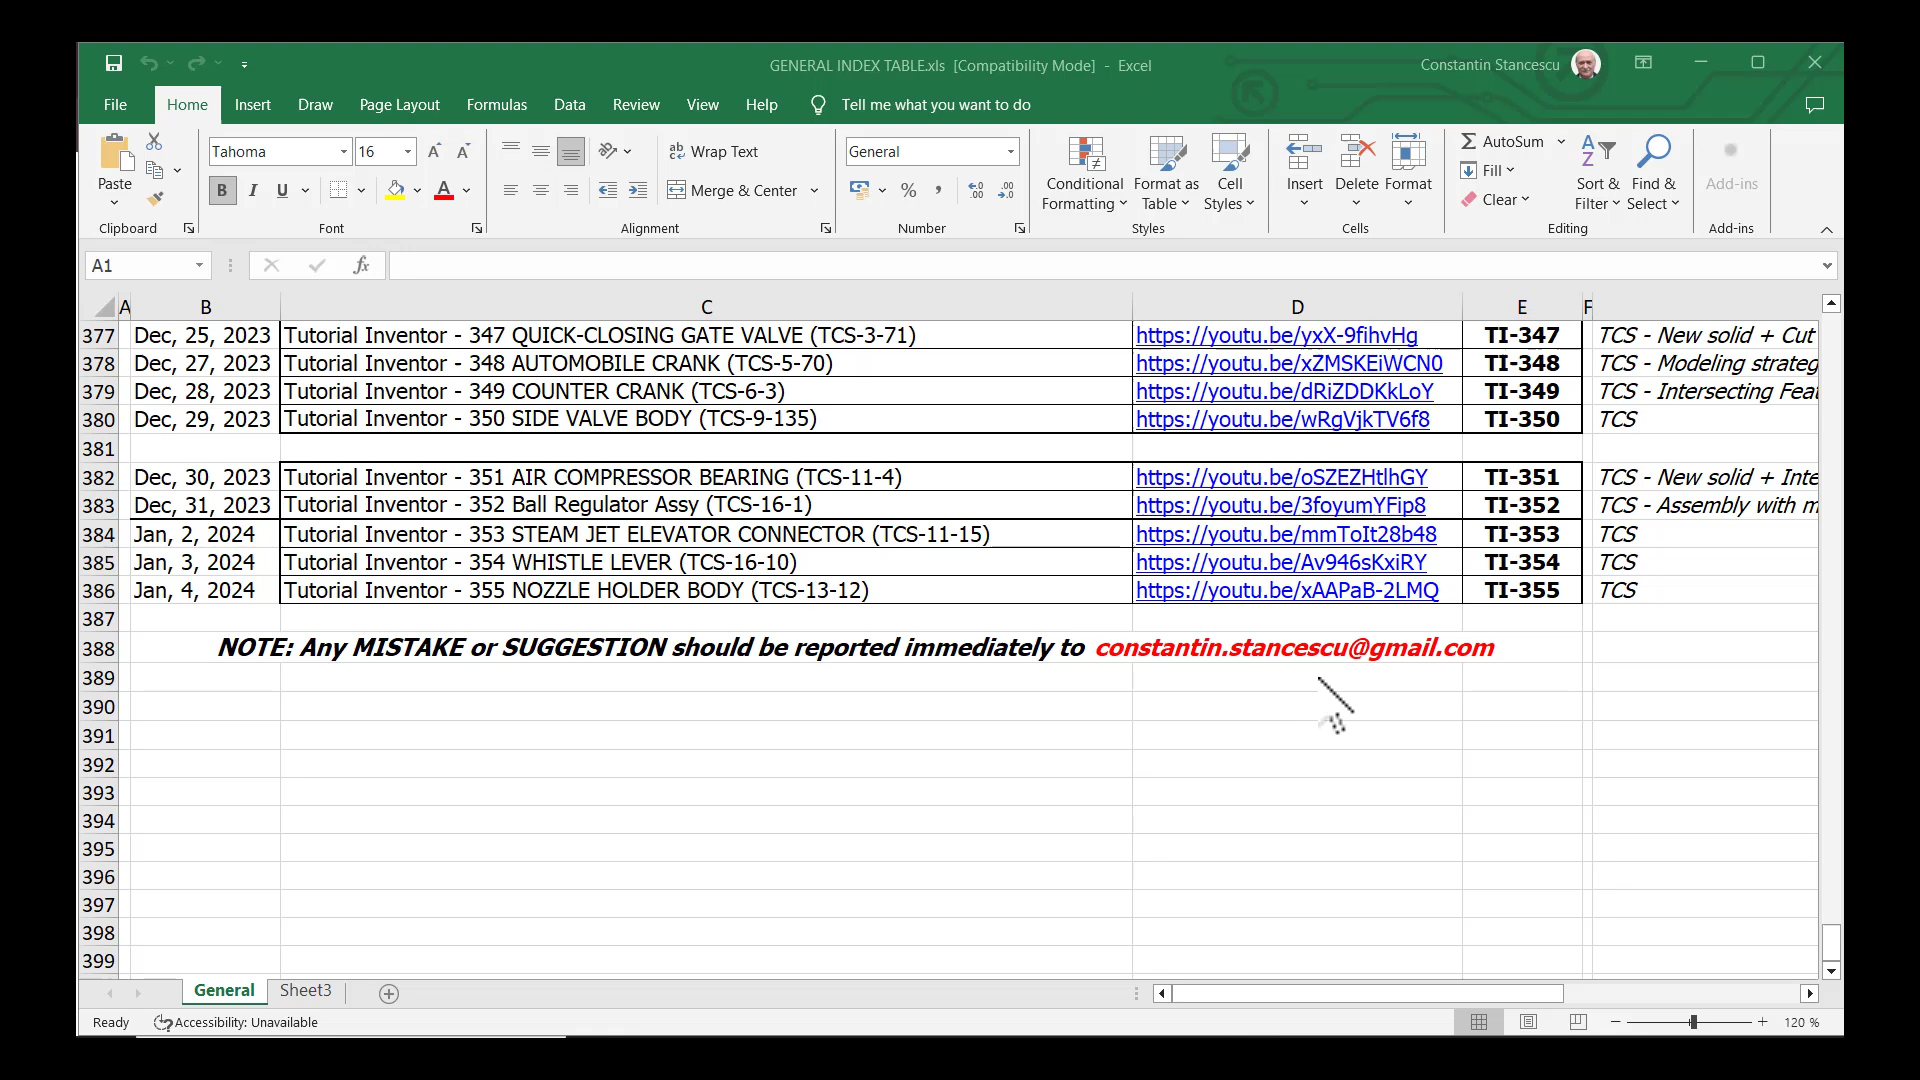 GENERAL INDEX TABLE.xls [Compatibility Mode] - Excel
Constantin Stancescu
File Home Insert Draw Page Layout Formulas Data Review View Help Tell me what you want to do
Paste
Clipboard
Tahoma 16
B I U A
Font
Wrap Text
Merge & Center
Alignment
General
Number
Conditional Formatting
Format as Table
Cell Styles
Styles
Insert Delete Format
Cells
AutoSum
Fill
Clear
Sort & Filter
Find & Select
Editing
Add-ins
Add-ins
A1 fx
A B C D E F
377 Dec, 25, 2023 Tutorial Inventor - 347 QUICK-CLOSING GATE VALVE (TCS-3-71) https://youtu.be/yxX-9fihvHg TI-347 TCS - New solid + Cut
378 Dec, 27, 2023 Tutorial Inventor - 348 AUTOMOBILE CRANK (TCS-5-70) https://youtu.be/xZMSKEiWCN0 TI-348 TCS - Modeling strateg
379 Dec, 28, 2023 Tutorial Inventor - 349 COUNTER CRANK (TCS-6-3) https://youtu.be/dRiZDDKkLoY TI-349 TCS - Intersecting Feat
380 Dec, 29, 2023 Tutorial Inventor - 350 SIDE VALVE BODY (TCS-9-135) https://youtu.be/wRgVjkTV6f8 TI-350 TCS
381
382 Dec, 30, 2023 Tutorial Inventor - 351 AIR COMPRESSOR BEARING (TCS-11-4) https://youtu.be/oSZEZHtlhGY TI-351 TCS - New solid + Inte
383 Dec, 31, 2023 Tutorial Inventor - 352 Ball Regulator Assy (TCS-16-1) https://youtu.be/3foyumYFip8 TI-352 TCS - Assembly with m
384 Jan, 2, 2024 Tutorial Inventor - 353 STEAM JET ELEVATOR CONNECTOR (TCS-11-15) https://youtu.be/mmToIt28b48 TI-353 TCS
385 Jan, 3, 2024 Tutorial Inventor - 354 WHISTLE LEVER (TCS-16-10) https://youtu.be/Av946sKxiRY TI-354 TCS
386 Jan, 4, 2024 Tutorial Inventor - 355 NOZZLE HOLDER BODY (TCS-13-12) https://youtu.be/xAAPaB-2LMQ TI-355 TCS
387
388 NOTE: Any MISTAKE or SUGGESTION should be reported immediately to constantin.stancescu@gmail.com
389
390
391
392
393
394
395
396
397
398
399
General Sheet3
Ready Accessibility: Unavailable 120 %